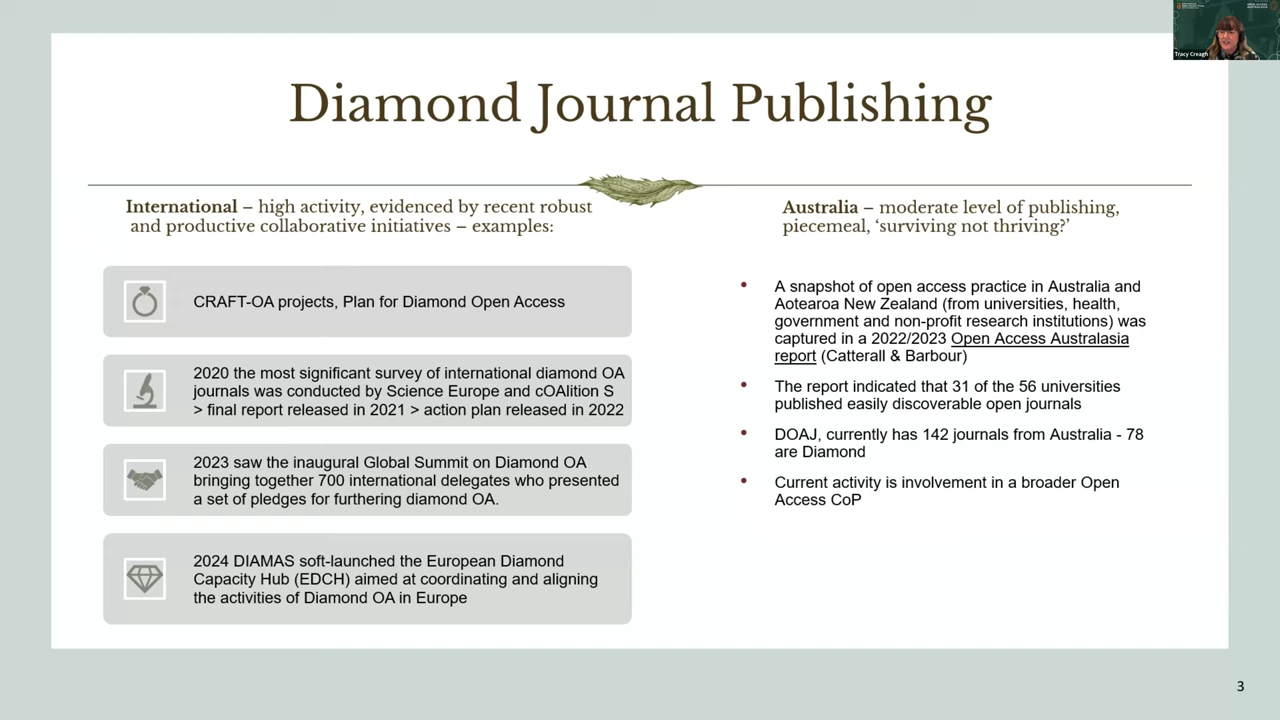 Tracy Creagh
Diamond Journal Publishing
International – high activity, evidenced by recent robust
and productive collaborative initiatives – examples:
CRAFT-OA projects, Plan for Diamond Open Access
2020 the most significant survey of international diamond OA
journals was conducted by Science Europe and cOAlition S
> final report released in 2021 > action plan released in 2022
2023 saw the inaugural Global Summit on Diamond OA
bringing together 700 international delegates who presented
a set of pledges for furthering diamond OA.
2024 DIAMAS soft-launched the European Diamond
Capacity Hub (EDCH) aimed at coordinating and aligning
the activities of Diamond OA in Europe
Australia – moderate level of publishing,
piecemeal, ‘surviving not thriving?’
• A snapshot of open access practice in Australia and
Aotearoa New Zealand (from universities, health,
government and non-profit research institutions) was
captured in a 2022/2023 Open Access Australasia
report (Catterall & Barbour)
• The report indicated that 31 of the 56 universities
published easily discoverable open journals
• DOAJ, currently has 142 journals from Australia - 78
are Diamond
• Current activity is involvement in a broader Open
Access CoP
3